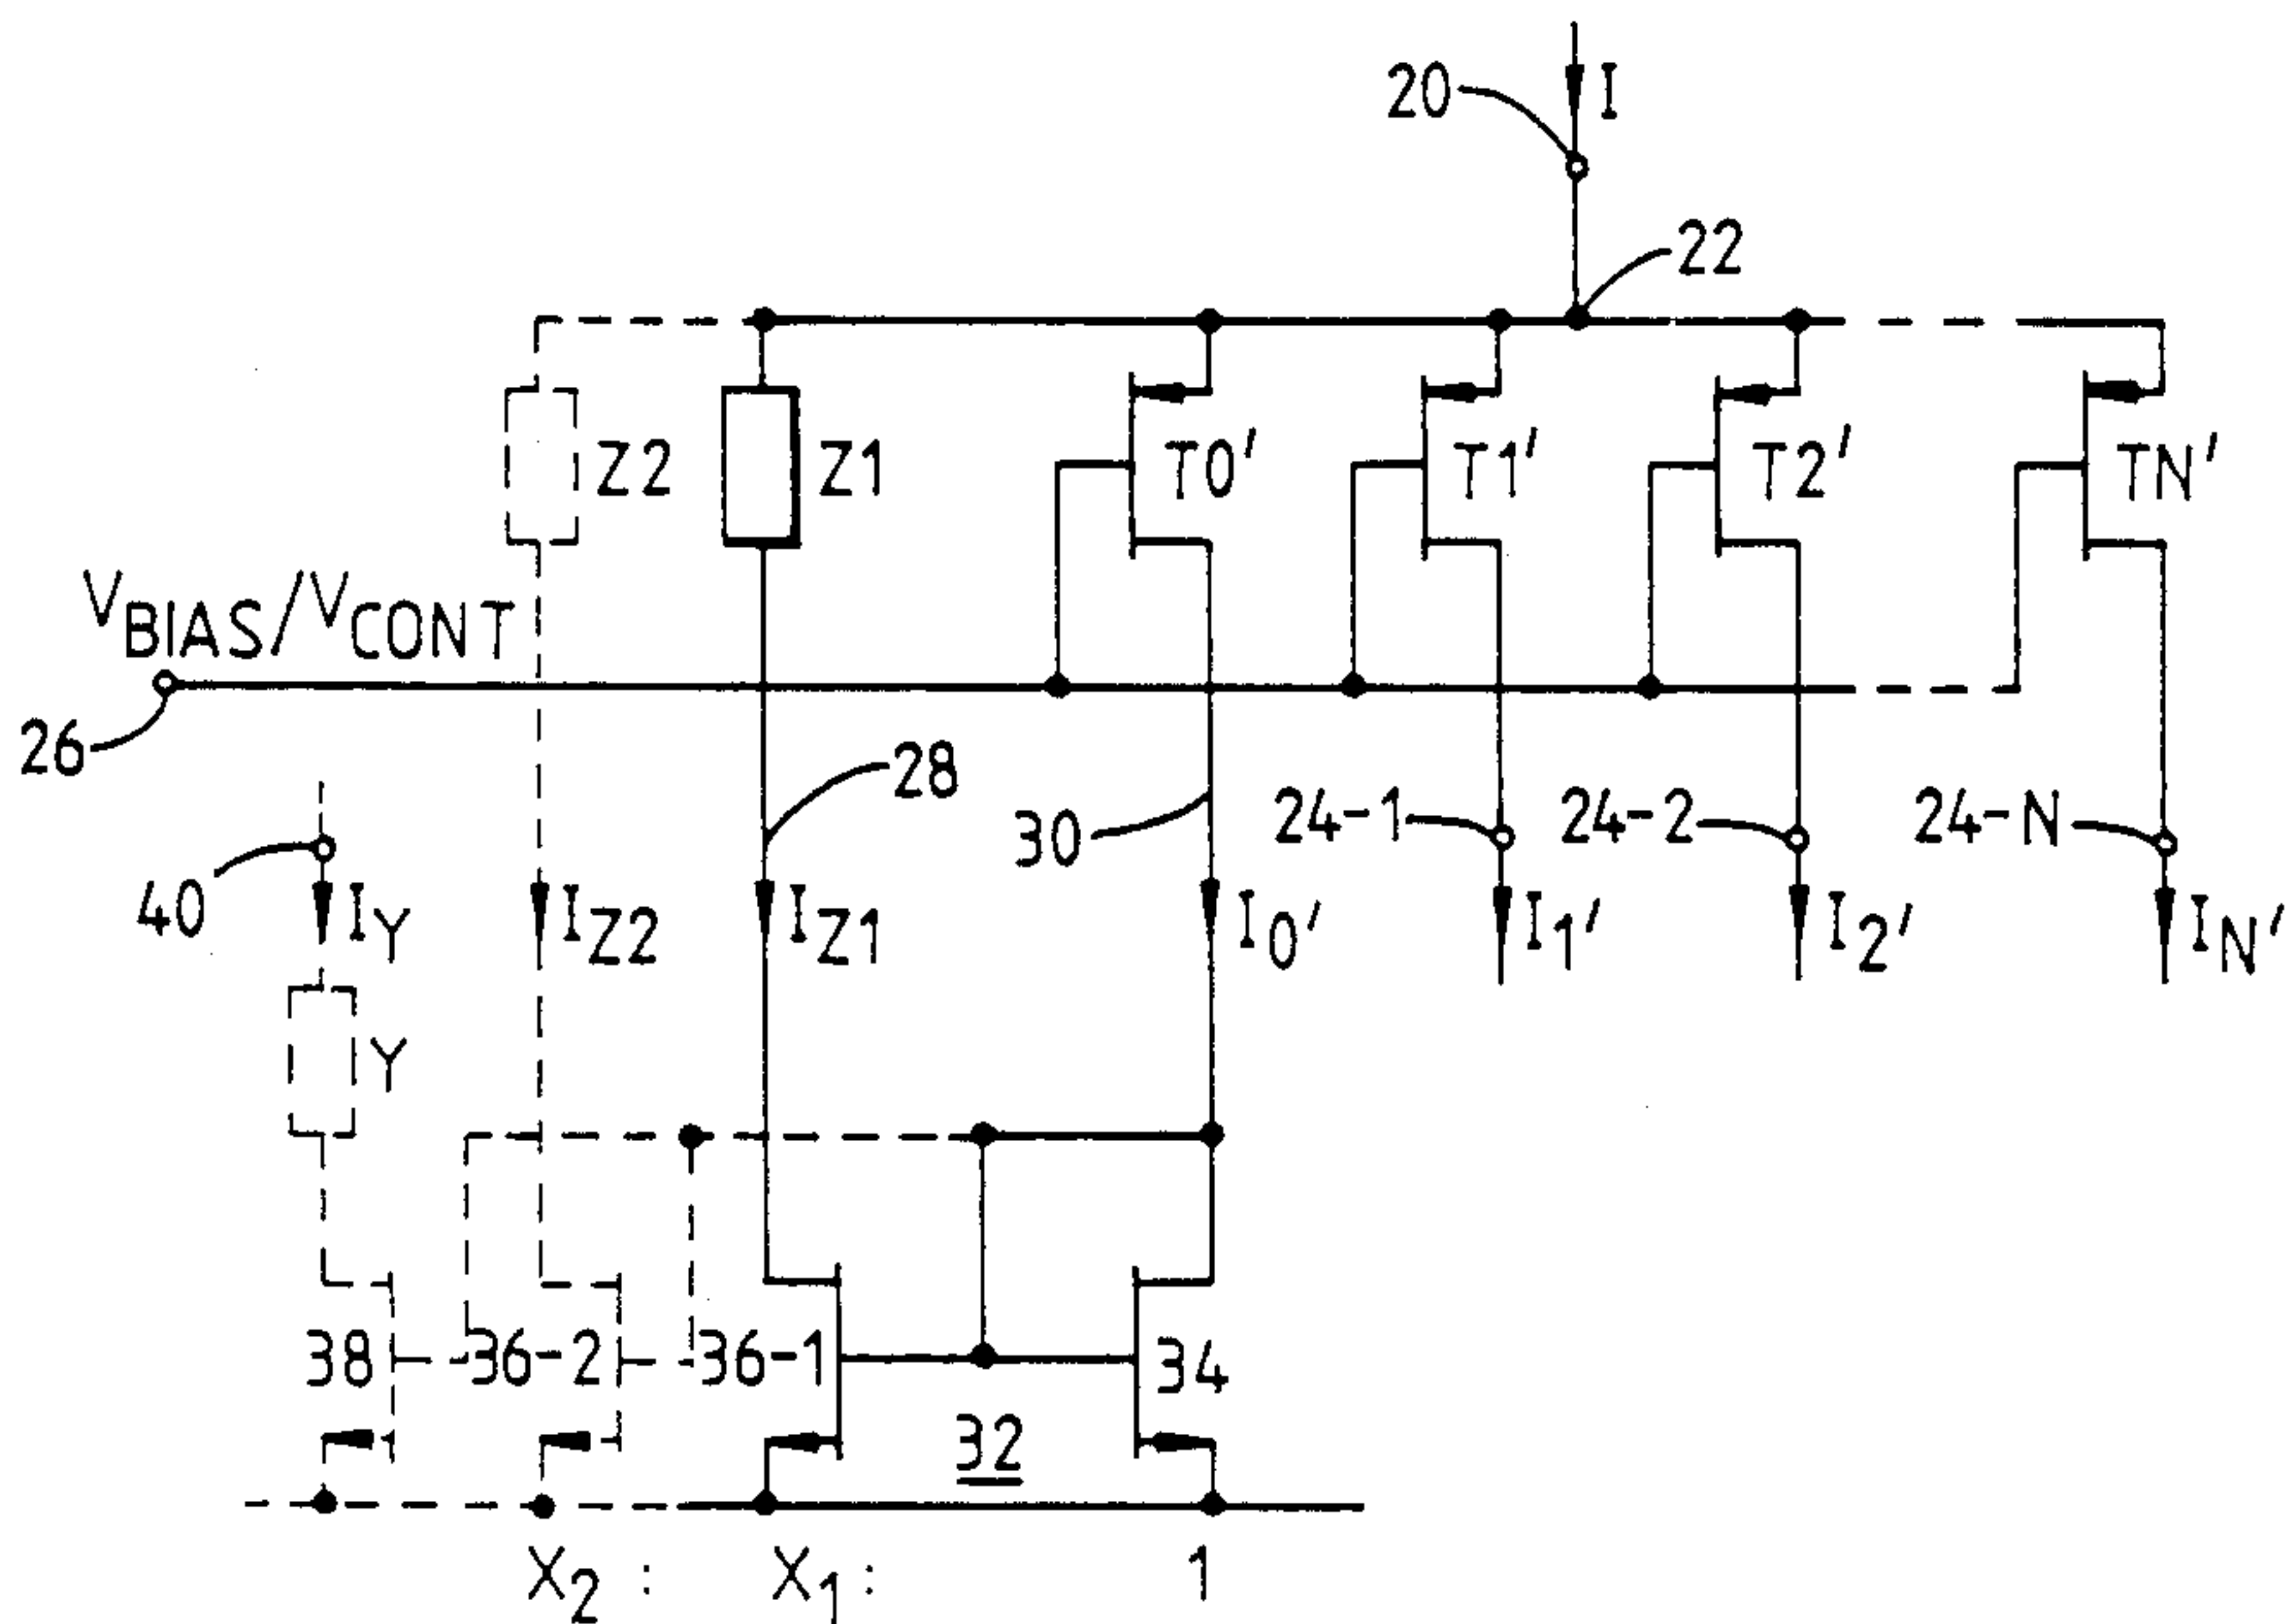 20
I
22
Z2
Z1
T0'
T1'
T2'
TN'
VBIAS/VCONT
26
28
30
24-1
24-2
24-N
40
IY
IZ2
IZ1
I0'
I1'
I2'
IN'
Y
38
36-2
36-1
34
32
X2 : X1 : 1